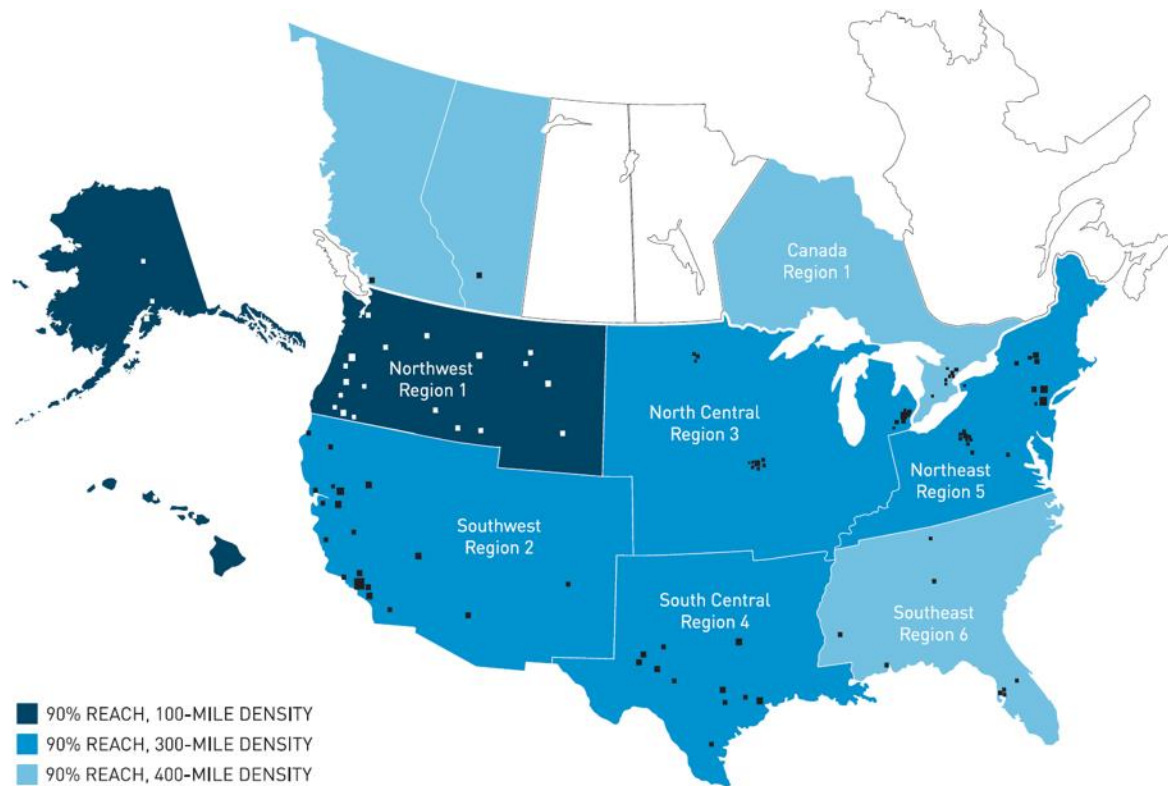 Canada
Region 1
Northwest
Region 1
North Central
Region 3
Northeast
Region 5
Southwest
Region 2
South Central
Region 4
Southeast
Region 6
90% REACH, 100-MILE DENSITY
90% REACH, 300-MILE DENSITY
90% REACH, 400-MILE DENSITY